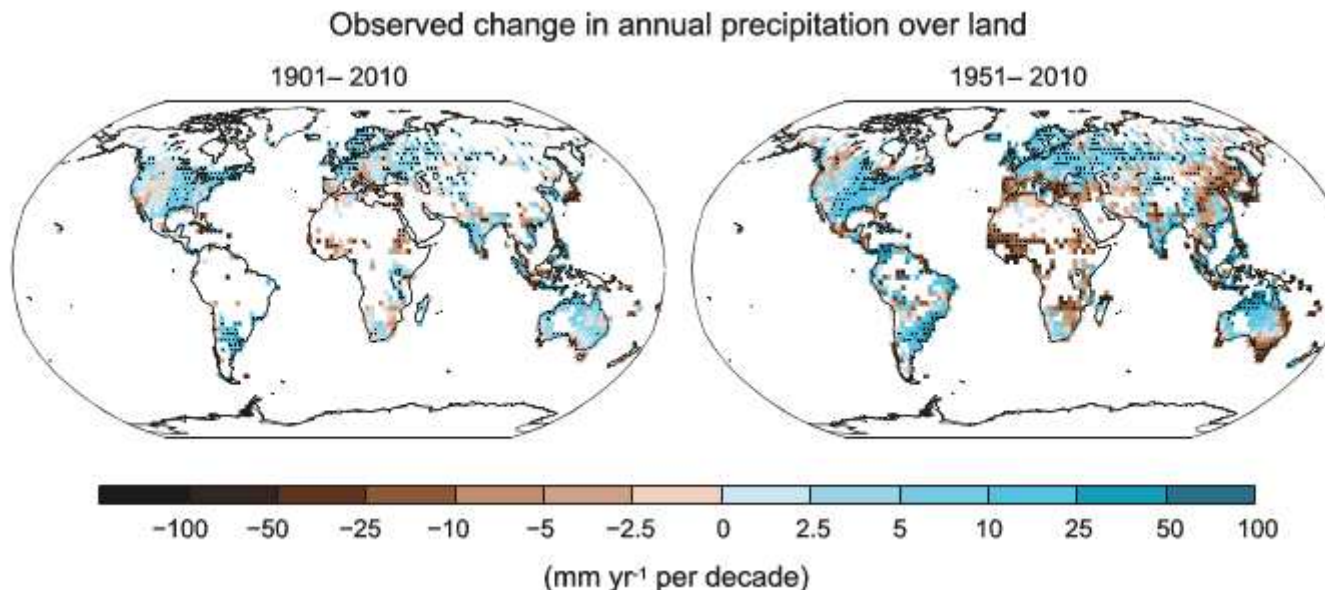 Observed change in annual precipitation over land
1901– 2010
1951– 2010
−100 −50 −25 −10 −5 −2.5 0 2.5 5 10 25 50 100
(mm yr⁻¹ per decade)